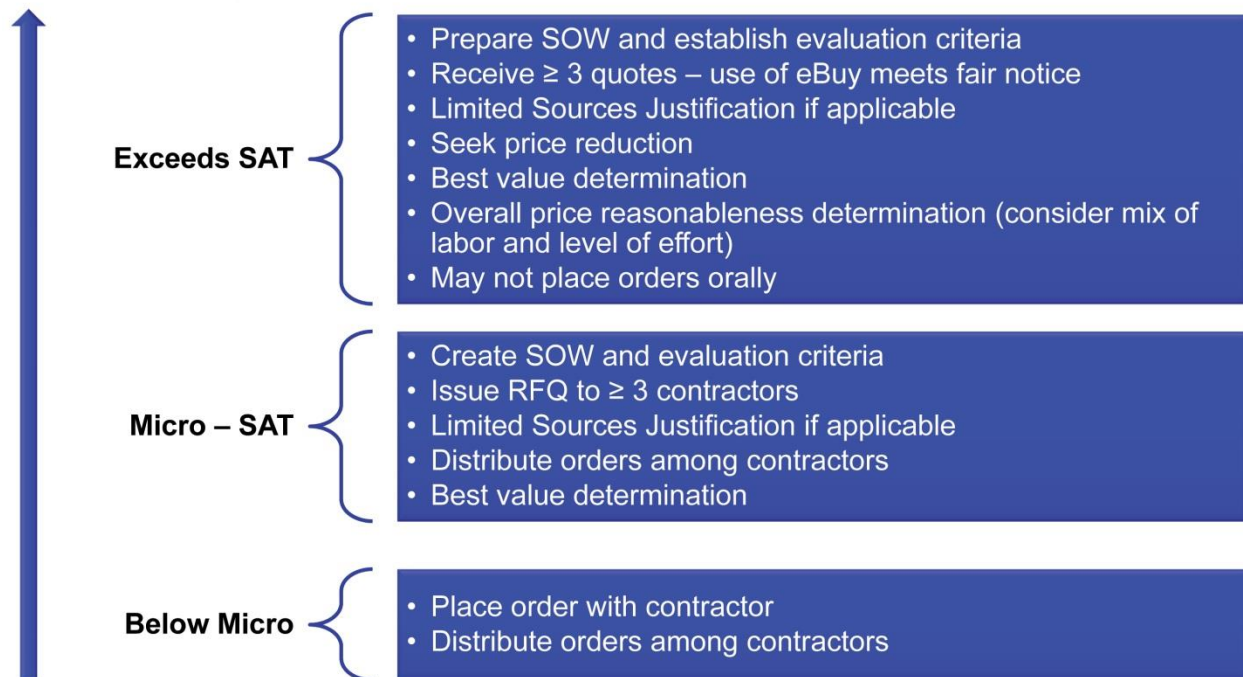 • Prepare SOW and establish evaluation criteria
• Receive ≥ 3 quotes – use of eBuy meets fair notice
• Limited Sources Justification if applicable
Exceeds SAT
• Seek price reduction
• Best value determination
• Overall price reasonableness determination (consider mix of
labor and level of effort)
• May not place orders orally
• Create SOW and evaluation criteria
• Issue RFQ to ≥ 3 contractors
Micro – SAT
• Limited Sources Justification if applicable
• Distribute orders among contractors
• Best value determination
Below Micro
• Place order with contractor
• Distribute orders among contractors